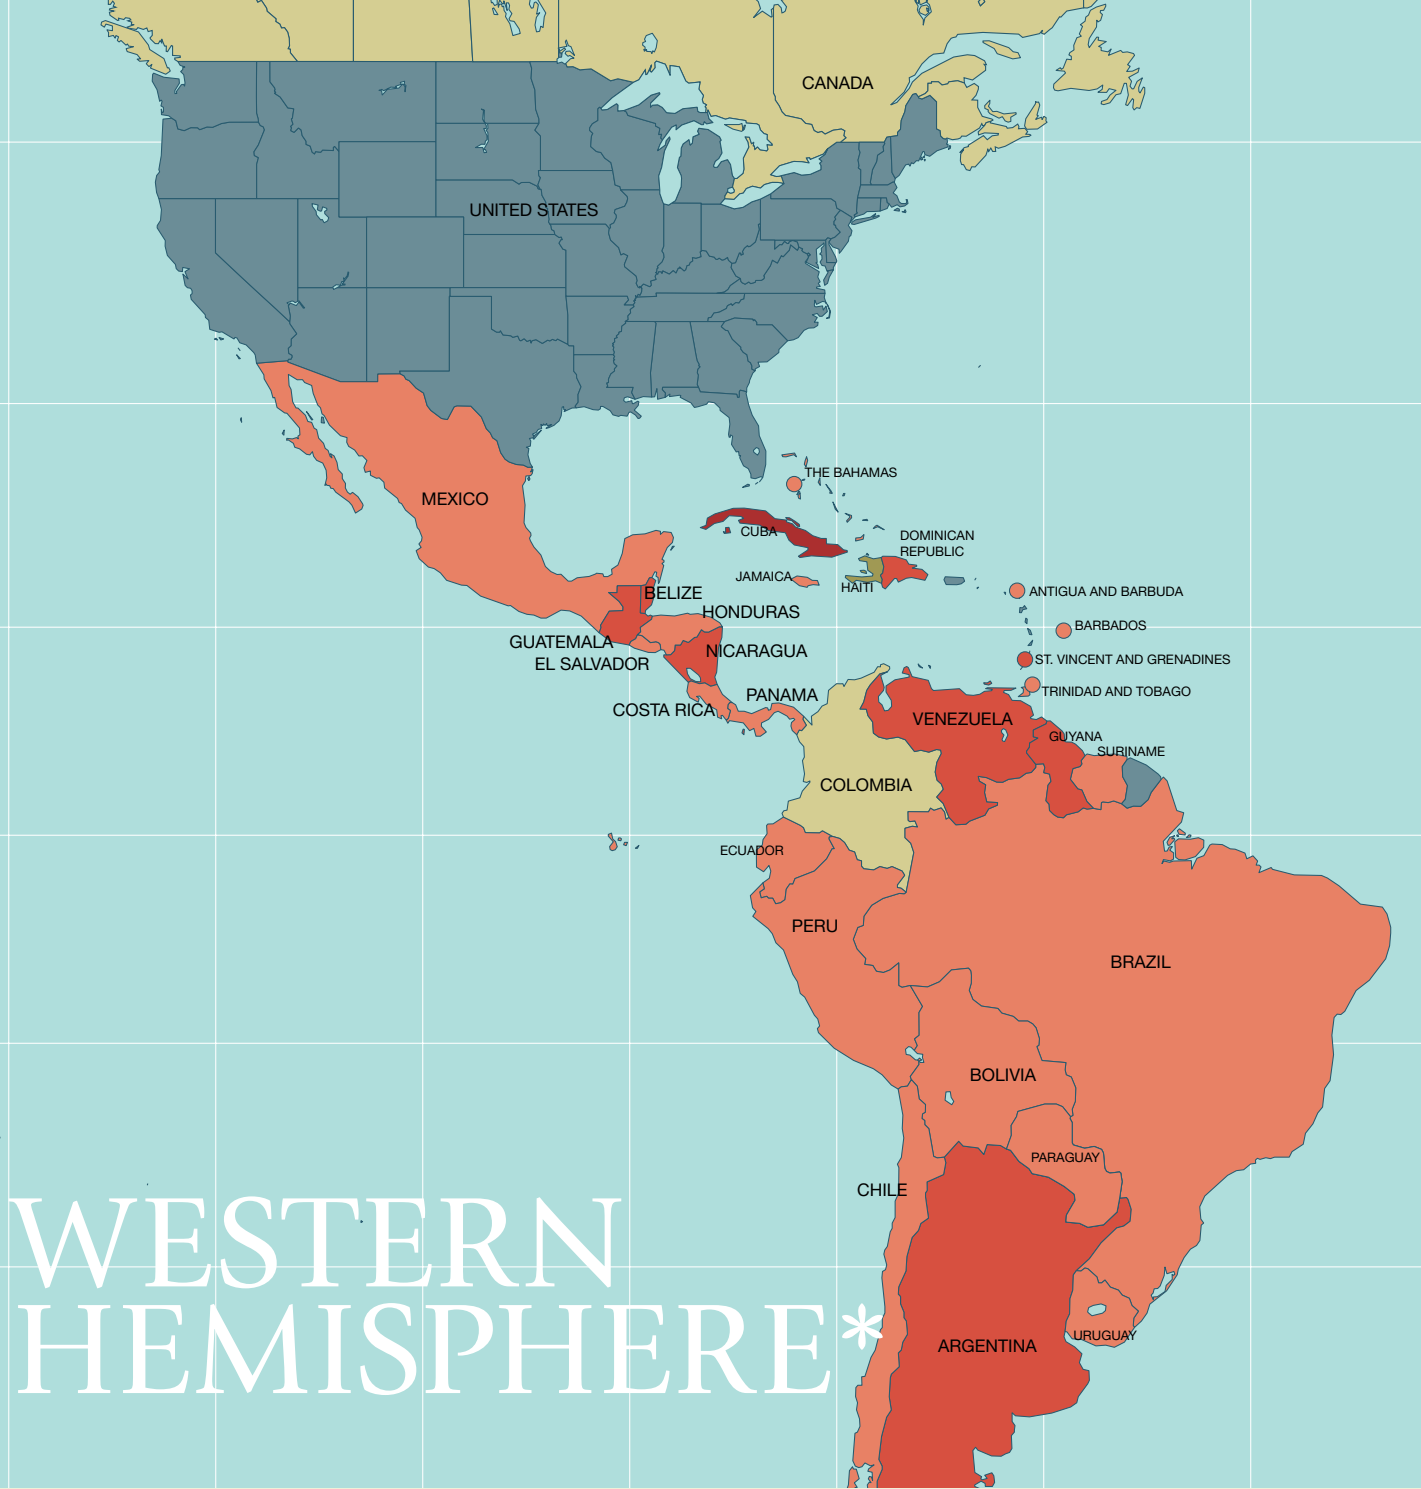 CANADA
UNITED STATES
MEXICO
THE BAHAMAS
CUBA
DOMINICAN
REPUBLIC
JAMAICA
HAITI
BELIZE
ANTIGUA AND BARBUDA
HONDURAS
BARBADOS
GUATEMALA
NICARAGUA
EL SALVADOR
ST. VINCENT AND GRENADINES
TRINIDAD AND TOBAGO
PANAMA
COSTA RICA
VENEZUELA
GUYANA
SURINAME
COLOMBIA
ECUADOR
PERU
BRAZIL
BOLIVIA
PARAGUAY
CHILE
WESTERN
HEMISPHERE*
URUGUAY
ARGENTINA